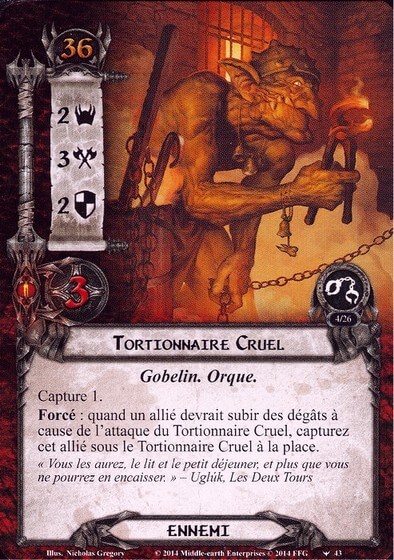 36
2
3
2
3
4/26
Tortionnaire Cruel
Gobelin. Orque.
Capture 1.
Forcé : quand un allié devrait subir des dégâts à
cause de l'attaque du Tortionnaire Cruel, capturez
cet allié sous le Tortionnaire Cruel à la place.
« Vous les aurez, le lit et le petit déjeuner, et plus que vous
ne pourrez en encaisser. » – Uglúk, Les Deux Tours
ENNEMI
Illus. Nicholas Gregory © 2014 Middle-earth Enterprises © 2014 FFG 43